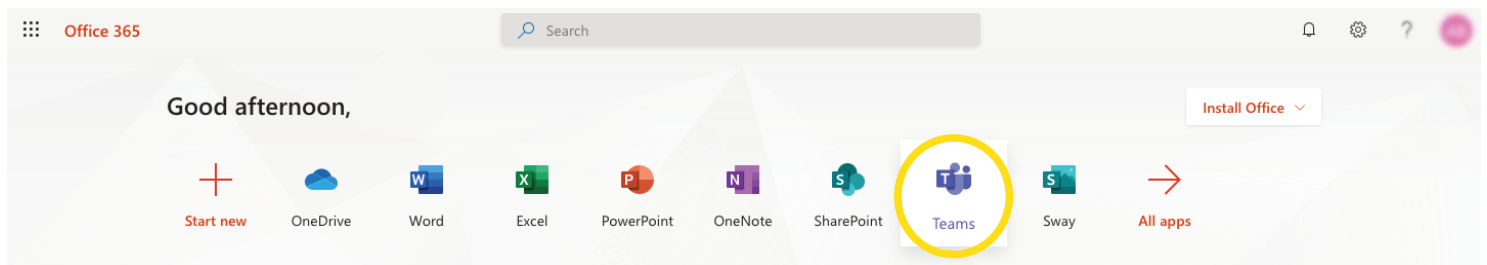 Office 365
Search
?
Good afternoon,
Install Office
W
X
P
N
S
T
S
Start new
OneDrive
Word
Excel
PowerPoint
OneNote
SharePoint
Teams
Sway
All apps